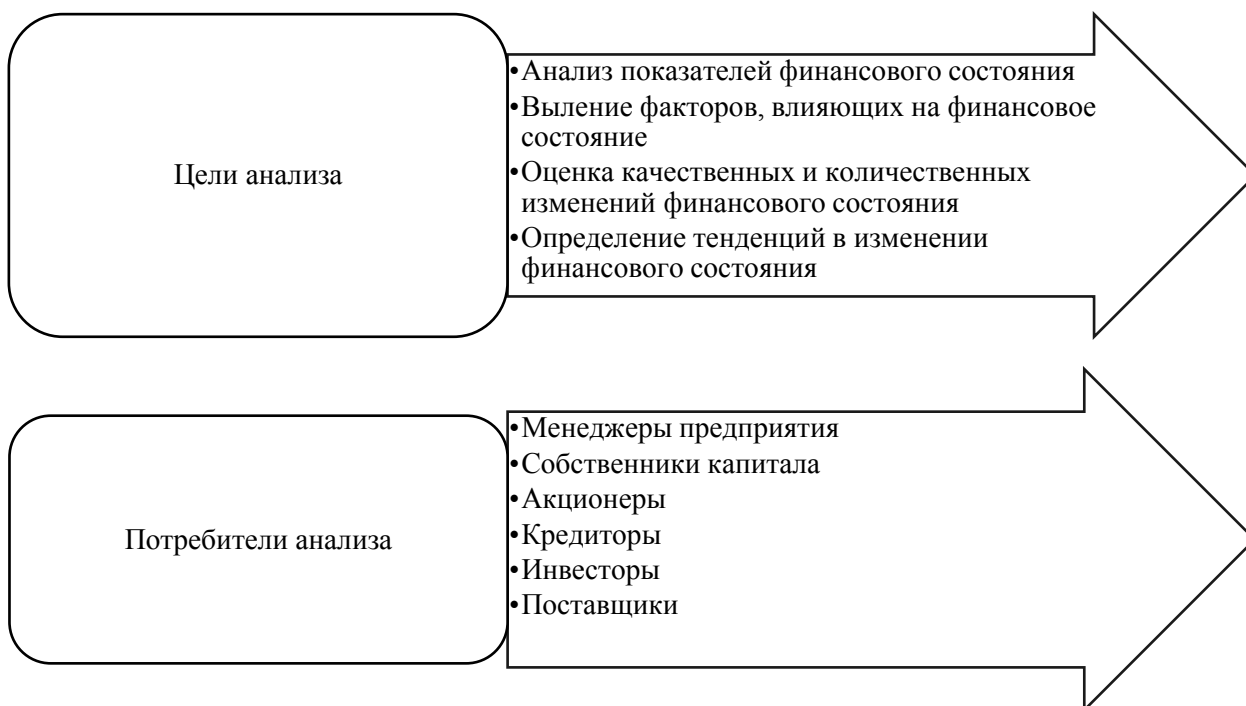 Цели анализа
•Анализ показателей финансового состояния
•Выление факторов, влияющих на финансовое
состояние
•Оценка качественных и количественных
изменений финансового состояния
•Определение тенденций в изменении
финансового состояния
Потребители анализа
•Менеджеры предприятия
•Собственники капитала
•Акционеры
•Кредиторы
•Инвесторы
•Поставщики